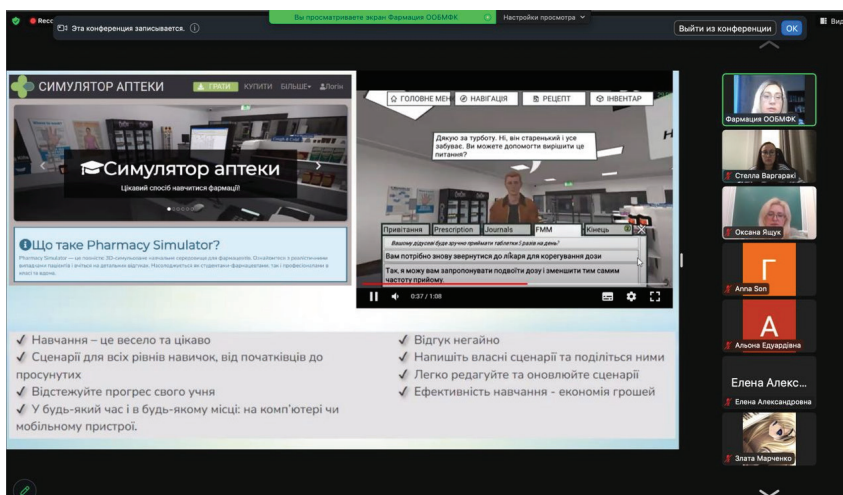 Recc
Эта конференция записывается.
Вы просматриваете экран Фармация ООБМФК
Настройки просмотра
Выйти из конференции
OK
Вид
СИМУЛЯТОР АПТЕКИ
ГРАТИ
КУПИТИ
БІЛЬШЕ
Логін
Симулятор аптеки
Цікавий спосіб навчитися фармації!
Що таке Pharmacy Simulator?
ГОЛОВНЕ МЕН
НАВІГАЦІЯ
РЕЦЕПТ
ІНВЕНТАР
Дякую за турботу. Ні, він старенький і усе
забуває. Ви можете допомогти вирішити це
питання?
Привітання
Prescription
Journals
FMM
Кінець
Вашому дідусеві буде зручно приймати таблетки 5 разів на день?
Вам потрібно знову звернутися до лікаря для корегування дози
Так, я можу вам запропонувати подвоїти дозу і зменшити тим самим
частоту прийому.
0:37 / 1:08
✓ Навчання – це весело та цікаво
✓ Сценарії для всіх рівнів навичок, від початківців до
просунутих
✓ Відстежуйте прогрес свого учня
✓ У будь-який час і в будь-якому місці: на комп'ютері чи
мобільному пристрої.
✓ Відгук негайно
✓ Напишіть власні сценарії та поділіться ними
✓ Легко редагуйте та оновлюйте сценарії
✓ Ефективність навчання - економія грошей
Фармация ООБМФК
Стелла Варгаракі
Оксана Ящук
Г
Anna Son
А
Альона Едуардівна
Елена Алекс...
Елена Александровна
Злата Марченко